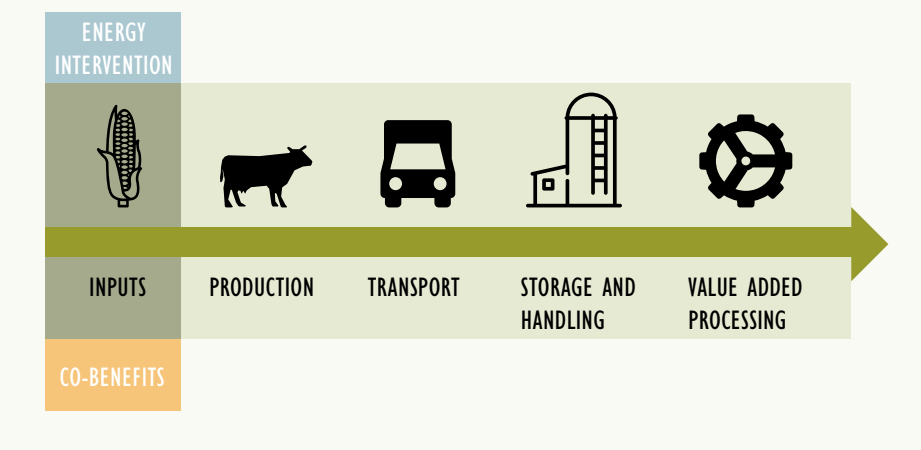 ENERGY
INTERVENTION
INPUTS
PRODUCTION
TRANSPORT
STORAGE AND
HANDLING
VALUE ADDED
PROCESSING
CO-BENEFITS